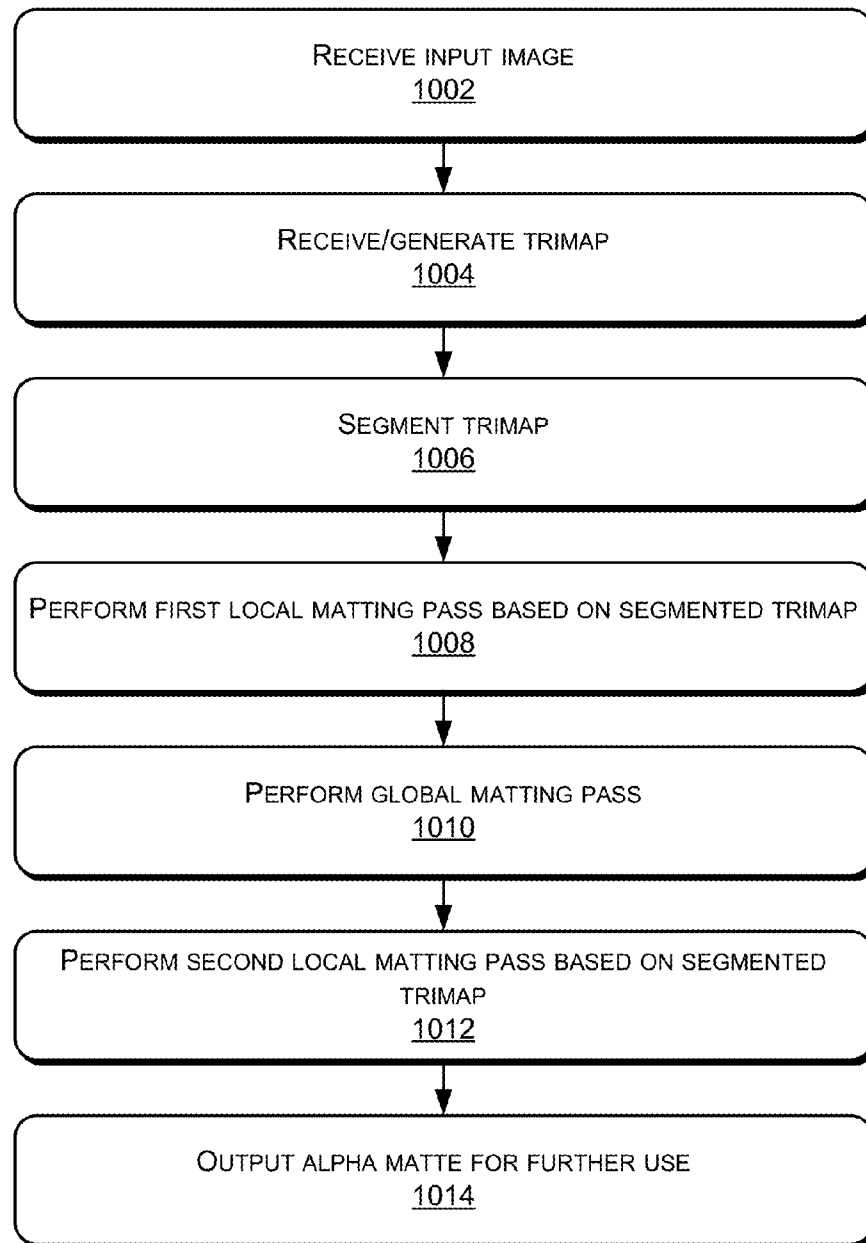 RECEIVE INPUT IMAGE
1002
RECEIVE/GENERATE TRIMAP
1004
SEGMENT TRIMAP
1006
PERFORM FIRST LOCAL MATTING PASS BASED ON SEGMENTED TRIMAP
1008
PERFORM GLOBAL MATTING PASS
1010
PERFORM SECOND LOCAL MATTING PASS BASED ON SEGMENTED
TRIMAP
1012
OUTPUT ALPHA MATTE FOR FURTHER USE
1014